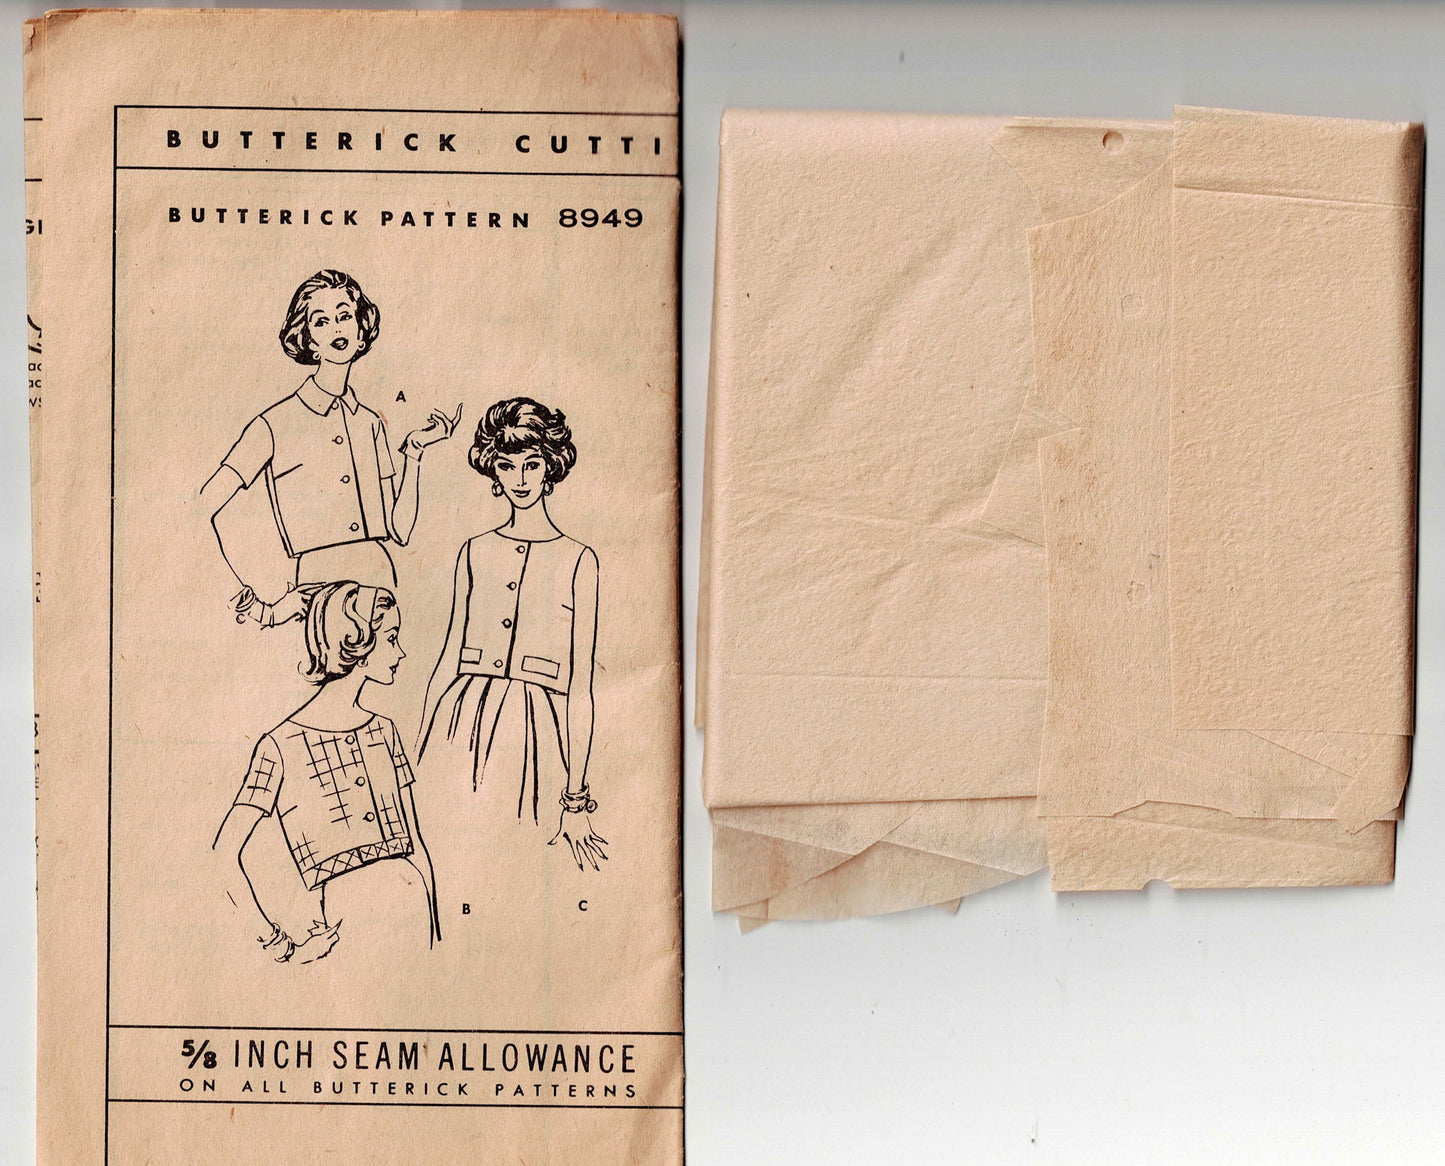 BUTTERICK CUTTI
BUTTERICK PATTERN 8949
A
B
C
5/8 INCH SEAM ALLOWANCE
ON ALL BUTTERICK PATTERNS